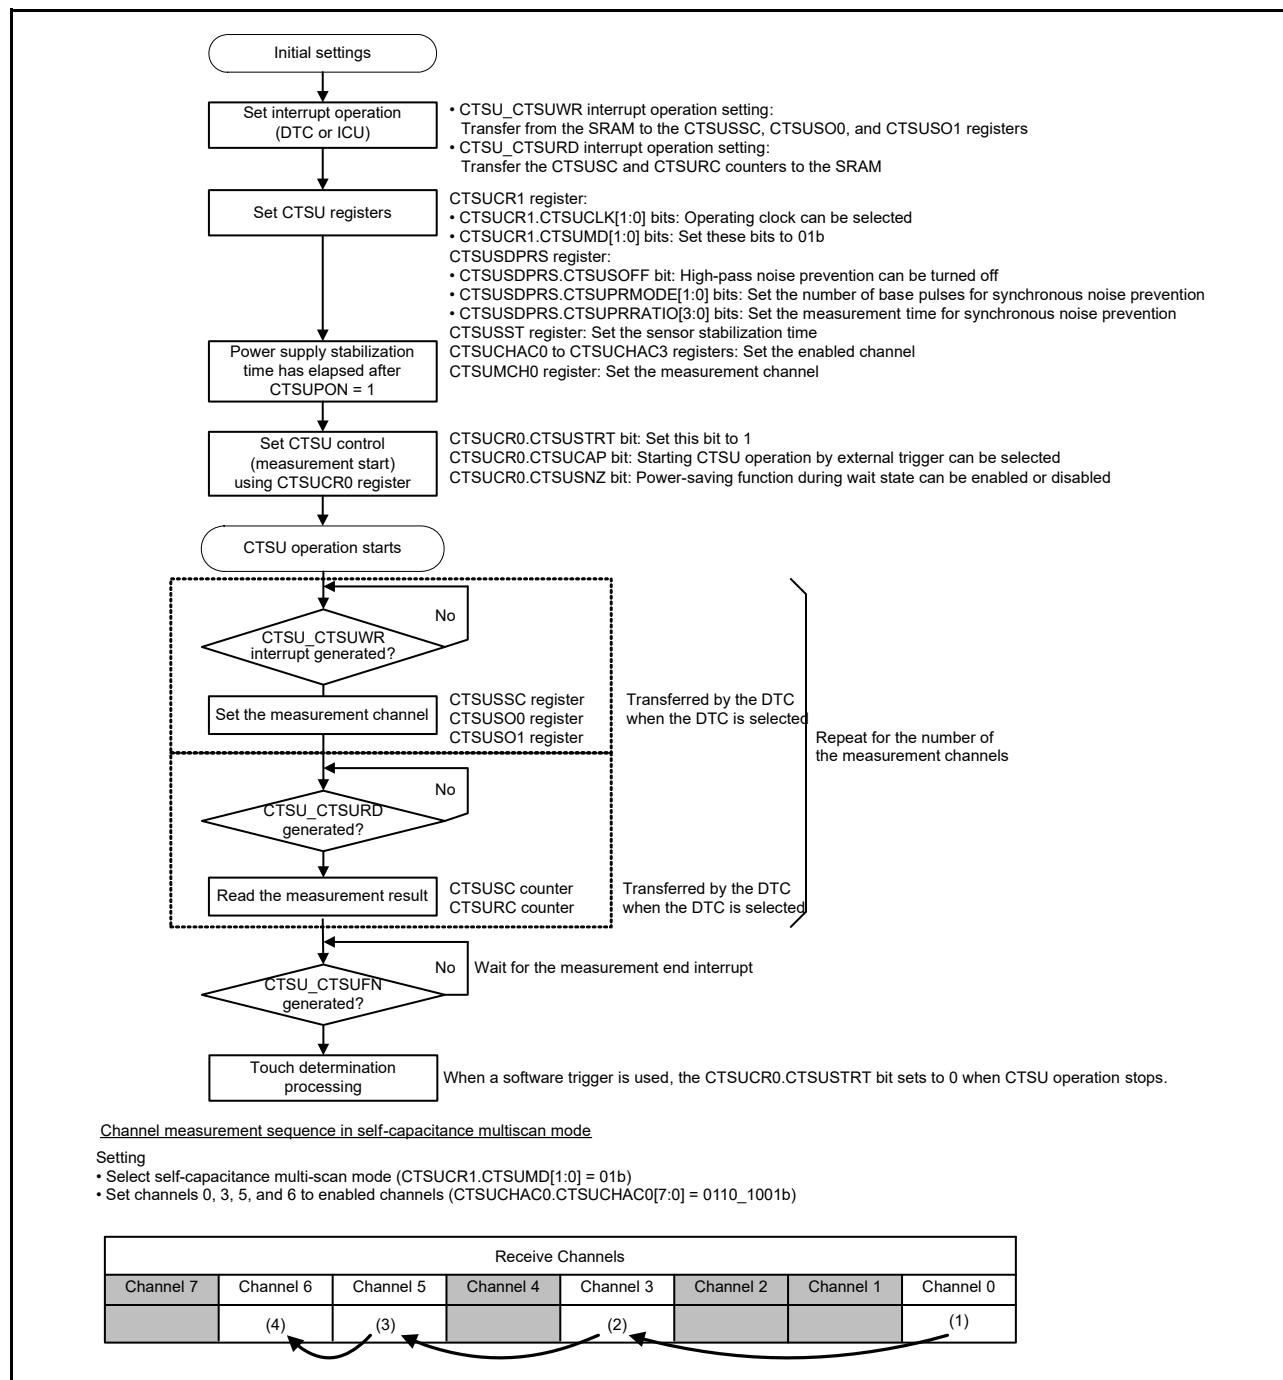 Initial settings
Set interrupt operation
(DTC or ICU)
• CTSU_CTSUWR interrupt operation setting:
Transfer from the SRAM to the CTSUSSC, CTSUSO0, and CTSUSO1 registers
• CTSU_CTSURD interrupt operation setting:
Transfer the CTSUSC and CTSURC counters to the SRAM
Set CTSU registers
CTSUCR1 register:
• CTSUCR1.CTSUCLK[1:0] bits: Operating clock can be selected
• CTSUCR1.CTSUMD[1:0] bits: Set these bits to 01b
CTSUSDPRS register:
• CTSUSDPRS.CTSUSOFF bit: High-pass noise prevention can be turned off
• CTSUSDPRS.CTSUPRMODE[1:0] bits: Set the number of base pulses for synchronous noise prevention
• CTSUSDPRS.CTSUPRRATIO[3:0] bits: Set the measurement time for synchronous noise prevention
CTSUSST register: Set the sensor stabilization time
CTSUCHAC0 to CTSUCHAC3 registers: Set the enabled channel
CTSUMCH0 register: Set the measurement channel
Power supply stabilization
time has elapsed after
CTSUPON = 1
Set CTSU control
(measurement start)
using CTSUCR0 register
CTSUCR0.CTSUSTRT bit: Set this bit to 1
CTSUCR0.CTSUCAP bit: Starting CTSU operation by external trigger can be selected
CTSUCR0.CTSUSNZ bit: Power-saving function during wait state can be enabled or disabled
CTSU operation starts
No
CTSU_CTSUWR
interrupt generated?
Set the measurement channel
CTSUSSC register
CTSUSO0 register
CTSUSO1 register
Transferred by the DTC
when the DTC is selected
Repeat for the number of
the measurement channels
No
CTSU_CTSURD
generated?
Read the measurement result
CTSUSC counter
CTSURC counter
Transferred by the DTC
when the DTC is selected
No
Wait for the measurement end interrupt
CTSU_CTSUFN
generated?
Touch determination
processing
When a software trigger is used, the CTSUCR0.CTSUSTRT bit sets to 0 when CTSU operation stops.
Channel measurement sequence in self-capacitance multiscan mode
Setting
• Select self-capacitance multi-scan mode (CTSUCR1.CTSUMD[1:0] = 01b)
• Set channels 0, 3, 5, and 6 to enabled channels (CTSUCHAC0.CTSUCHAC0[7:0] = 0110_1001b)
Receive Channels
Channel 7 Channel 6 Channel 5 Channel 4 Channel 3 Channel 2 Channel 1 Channel 0
(4) (3) (2) (1)